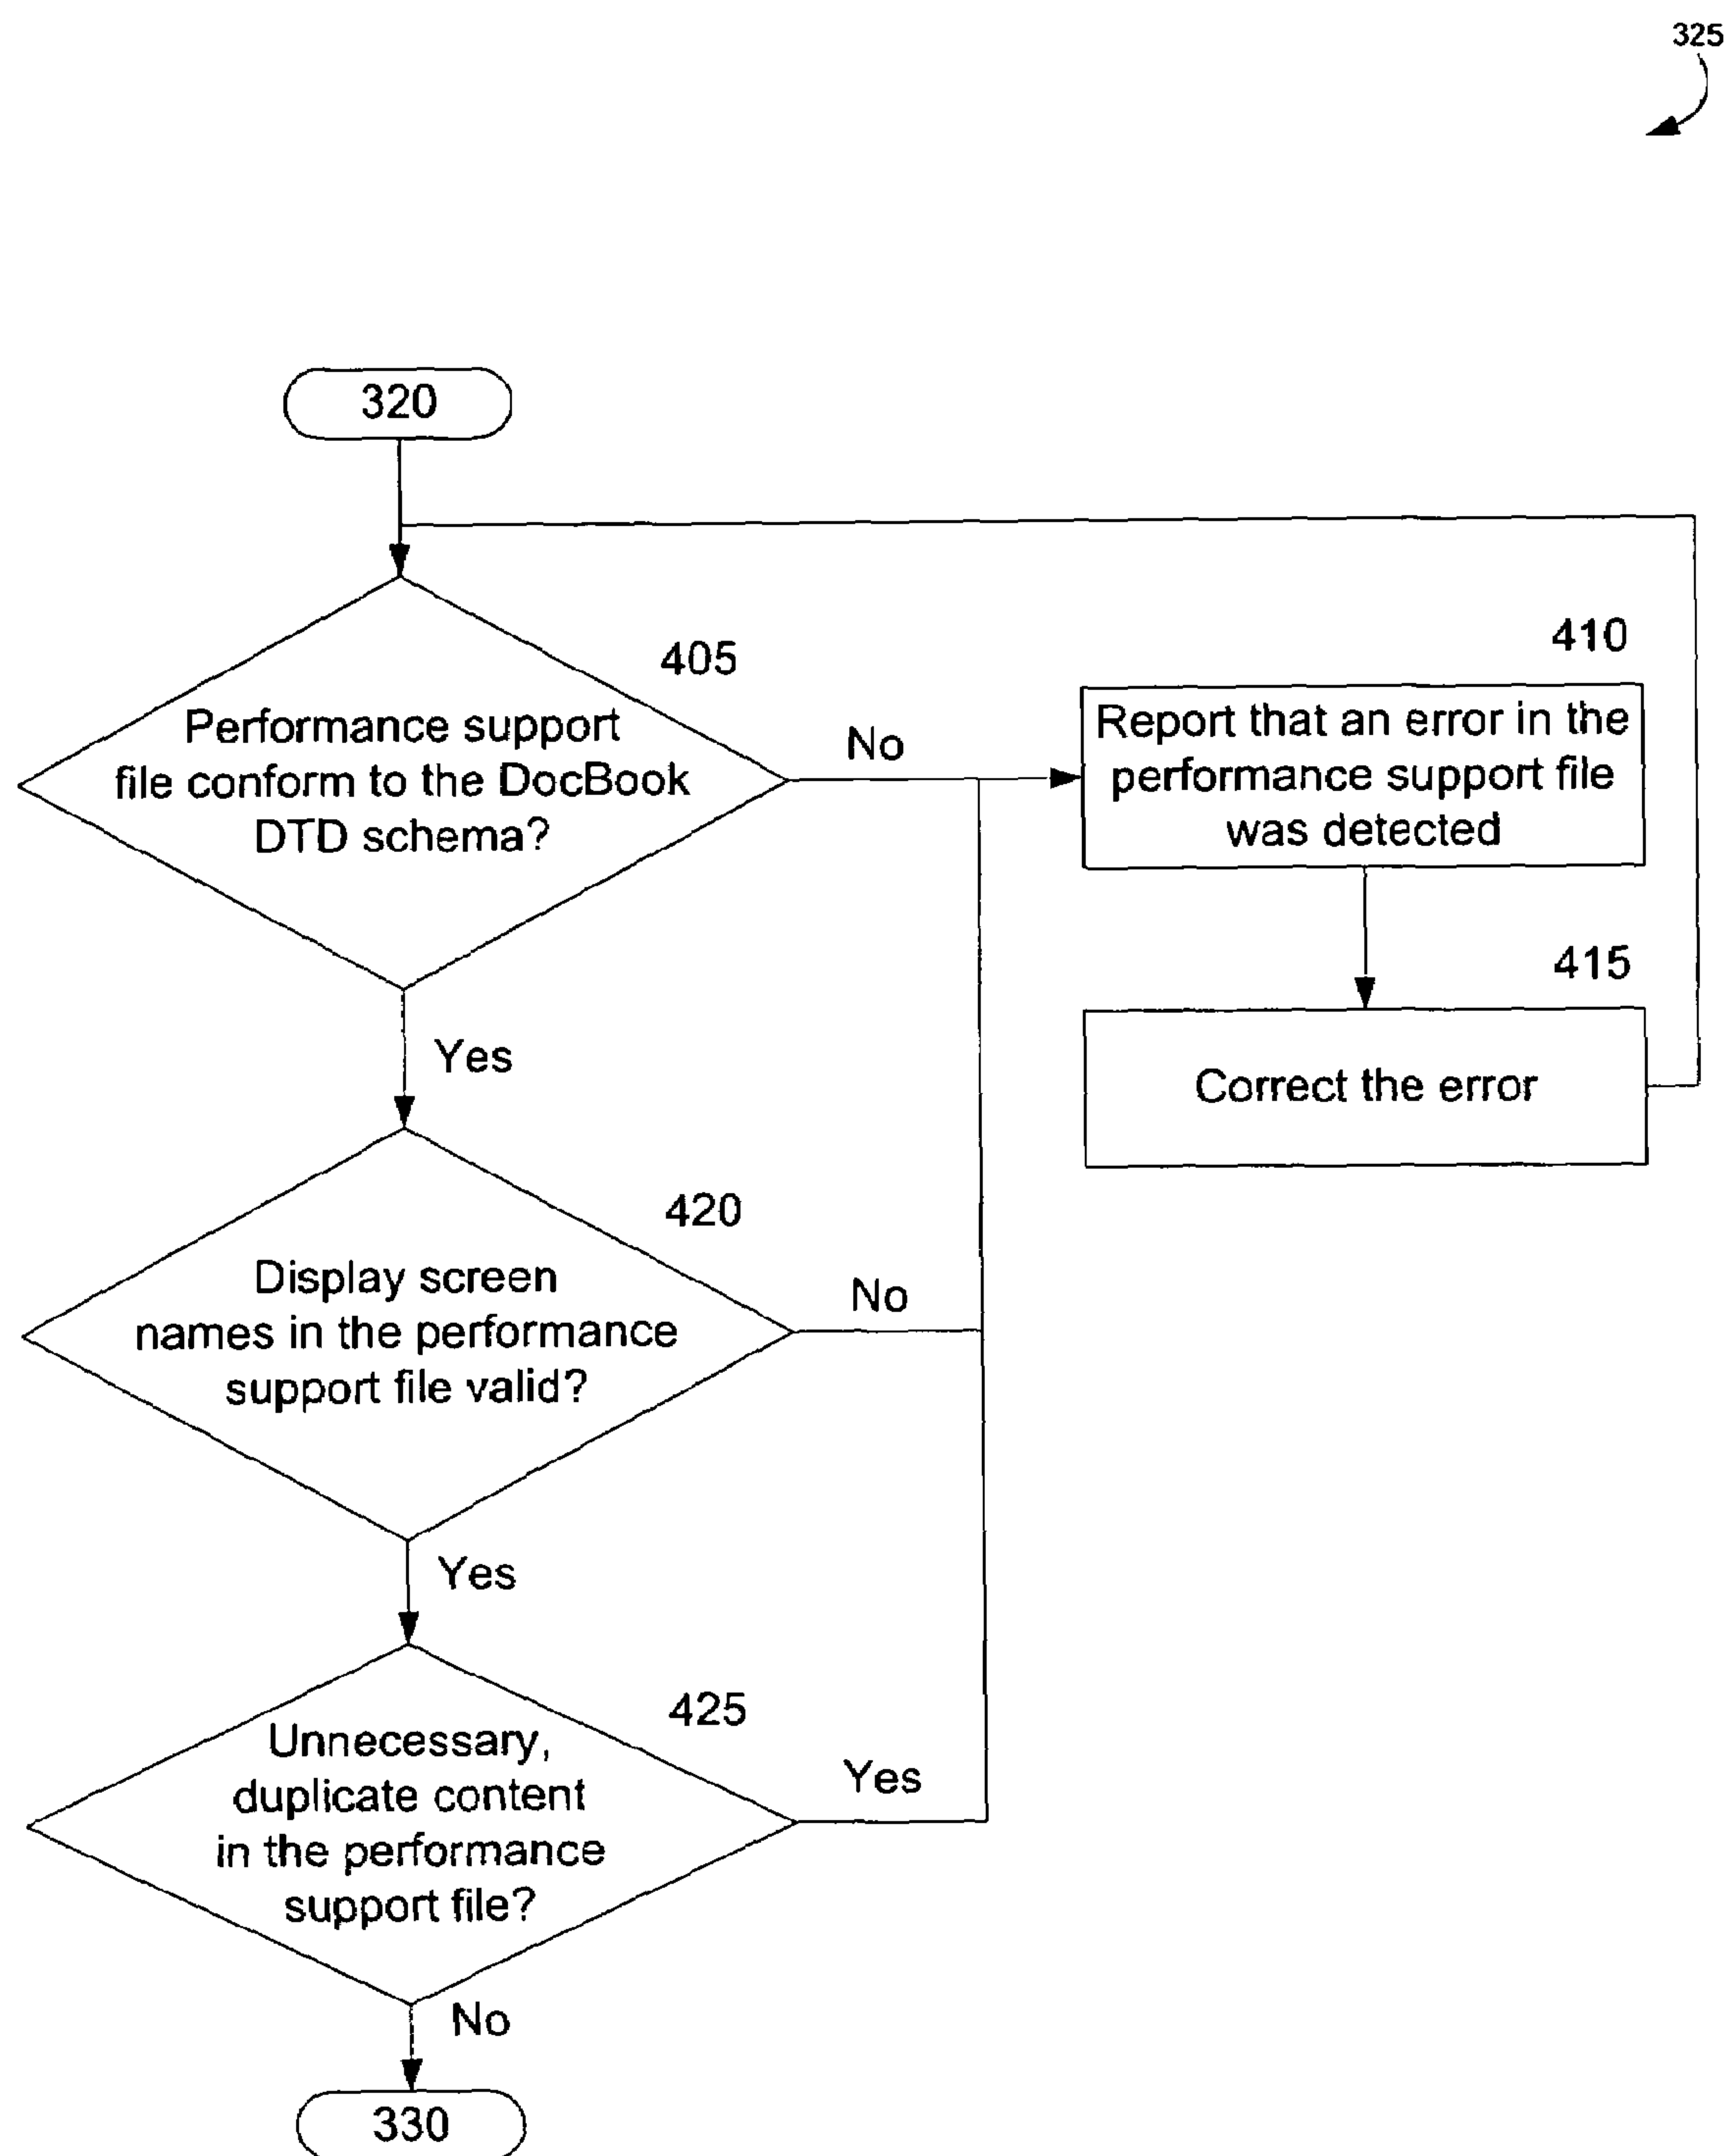 325
320
405
Performance support
file conform to the DocBook
DTD schema?
No
410
Report that an error in the
performance support file
was detected
415
Correct the error
Yes
420
Display screen
names in the performance
support file valid?
No
Yes
425
Unnecessary,
duplicate content
in the performance
support file?
Yes
No
330